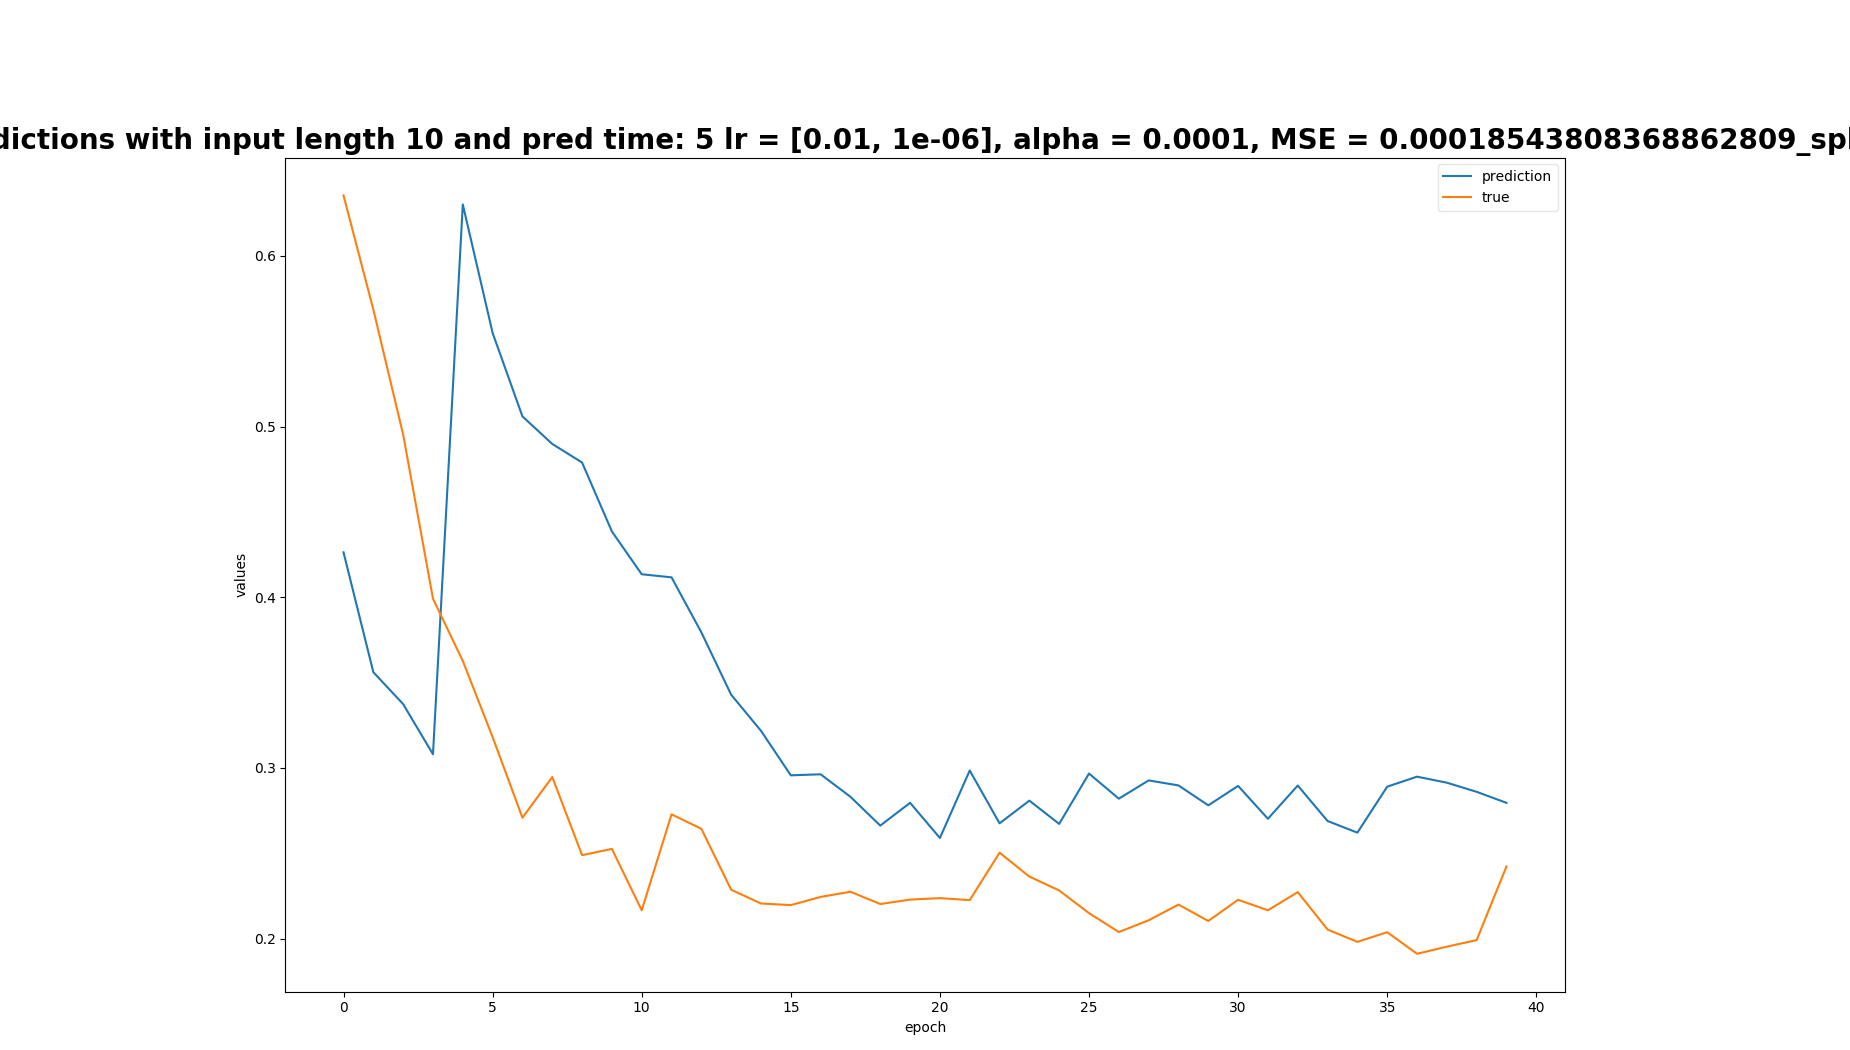 dictions with input length 10 and pred time: 5 lr = [0.01, 1e-06], alpha = 0.0001, MSE = 0.00018543808368862809_spl
prediction
true
0.6
0.5
0.4
0.3
0.2
values
0
5
10
15
20
25
30
35
40
epoch